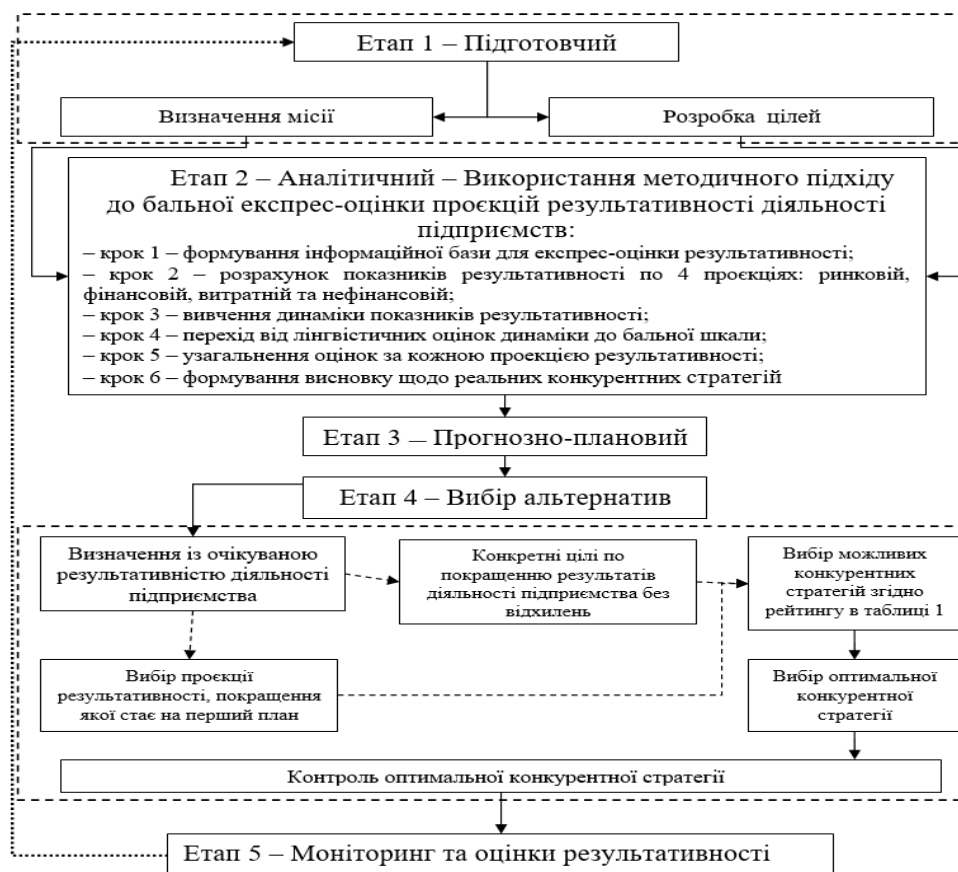 Етап 1 – Підготовчий
Визначення місії
Розробка цілей
Етап 2 – Аналітичний – Використання методичного підхіду
до бальної експрес-оцінки проєкцій результативності діяльності
підприємств:
– крок 1 – формування інформаційної бази для експрес-оцінки результативності;
– крок 2 – розрахунок показників результативності по 4 проєкціях: ринковій,
фінансовій, витратній та нефінансовій;
– крок 3 – вивчення динаміки показників результативності;
– крок 4 – перехід від лінгвістичних оцінок динаміки до бальної шкали;
– крок 5 – узагальнення оцінок за кожною проекцією результативності;
– крок 6 – формування висновку щодо реальних конкурентних стратегій
Етап 3 – Прогнозно-плановий
Етап 4 – Вибір альтернатив
Визначення із очікуваною
результативністю діяльності
підприємства
Конкретні цілі по
покращенню результатів
діяльності підприємства без
відхилень
Вибір можливих
конкурентних
стратегій згідно
рейтингу в таблиці 1
Вибір проєкції
результативності, покращення
якої стає на перший план
Вибір оптимальної
конкурентної
стратегії
Контроль оптимальної конкурентної стратегії
Етап 5 – Моніторинг та оцінки результативності